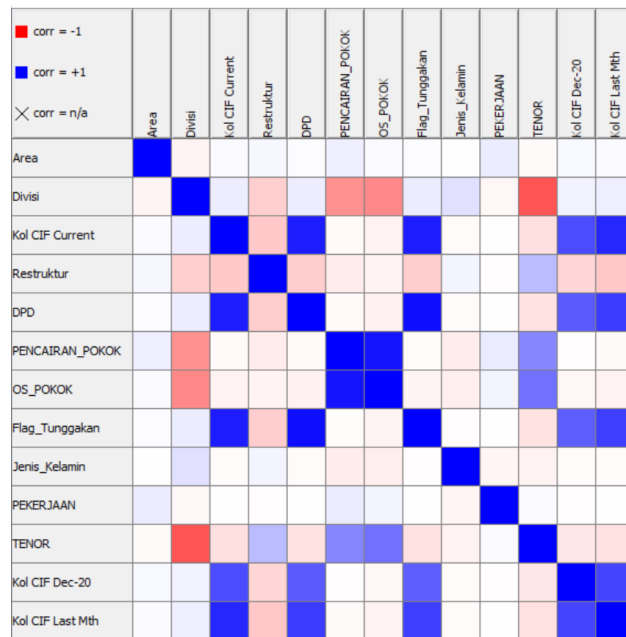 corr = -1
corr = +1
corr = n/a
Area
Divisi
Kol CIF Current
Restruktur
DPD
PENCAIRAN_POKOK
OS_POKOK
Flag_Tunggakan
Jenis_Kelamin
PEKERJAAN
TENOR
Kol CIF Dec-20
Kol CIF Last Mth
Area
Divisi
Kol CIF Current
Restruktur
DPD
PENCAIRAN_POKOK
OS_POKOK
Flag_Tunggakan
Jenis_Kelamin
PEKERJAAN
TENOR
Kol CIF Dec-20
Kol CIF Last Mth